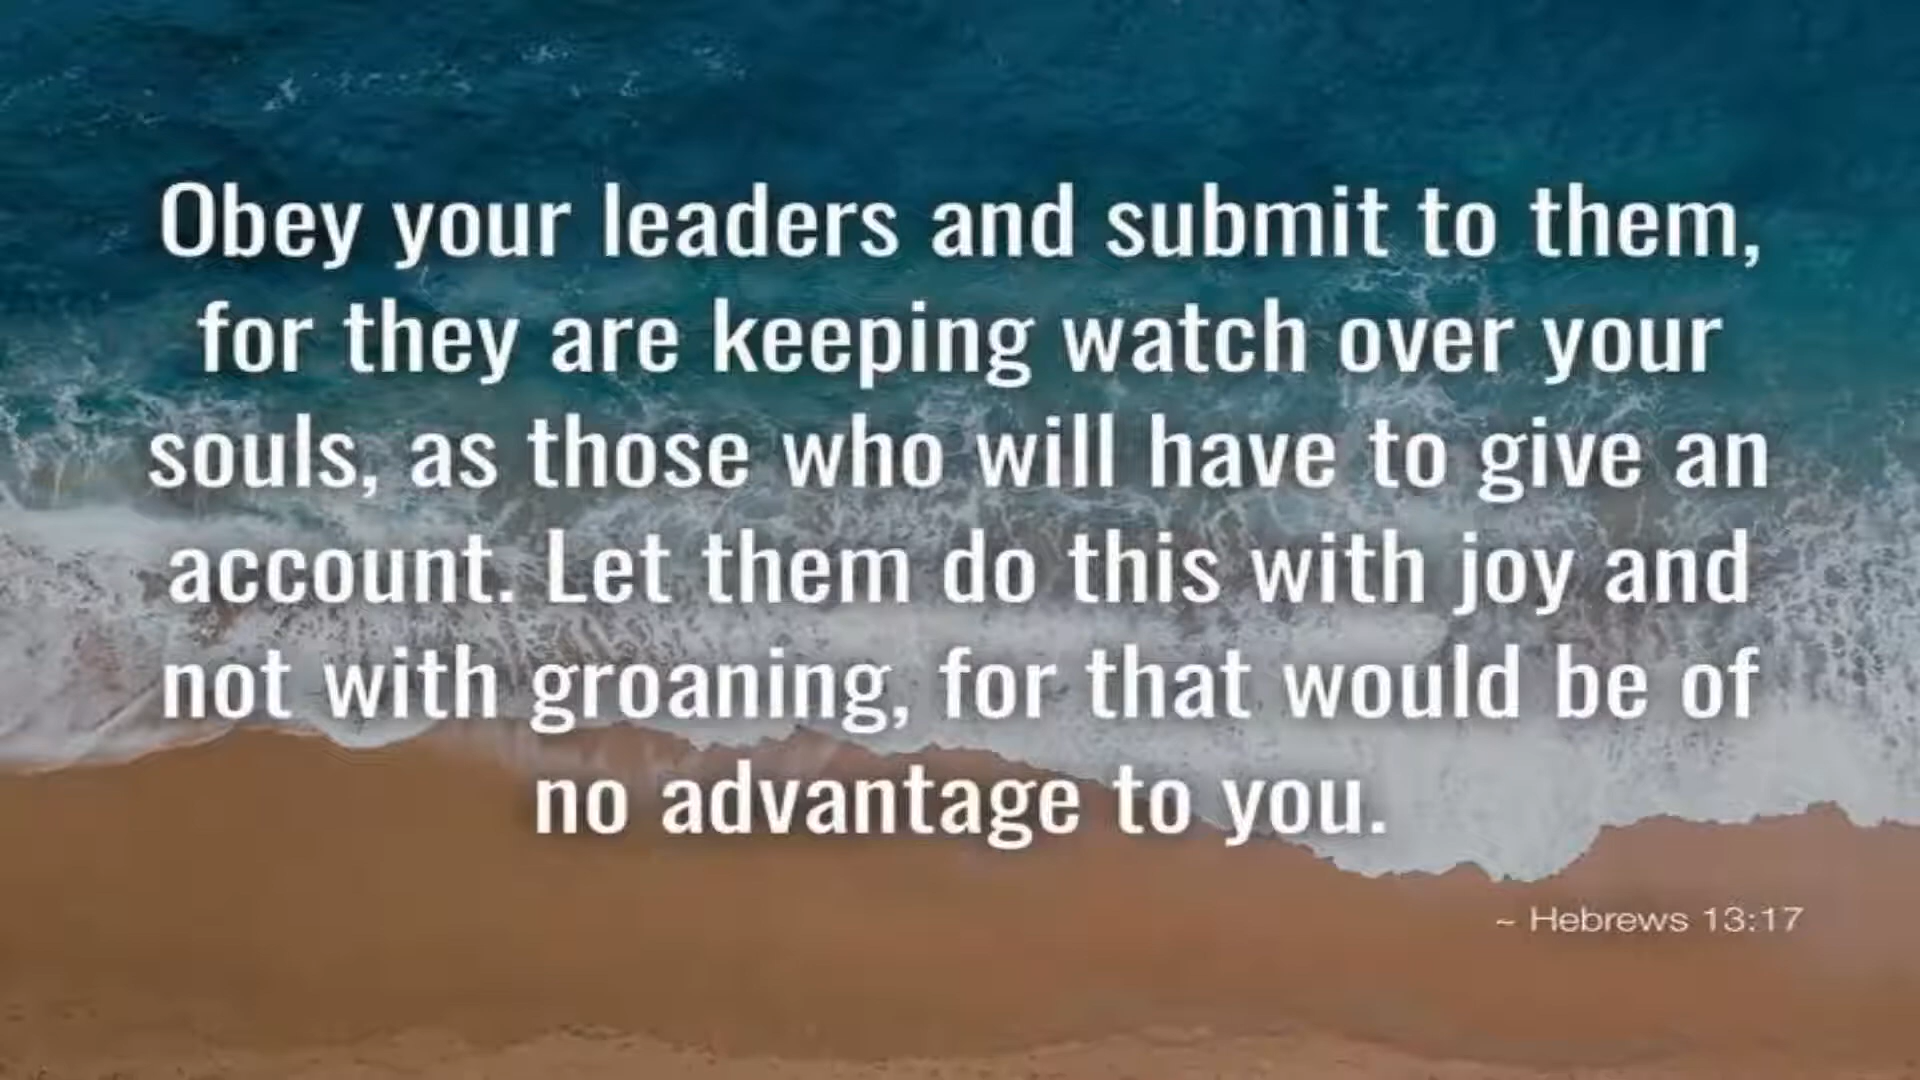 Obey your leaders and submit to them,
for they are keeping watch over your
souls, as those who will have to give an
account. Let them do this with joy and
not with groaning, for that would be of
no advantage to you.
~ Hebrews 13:17